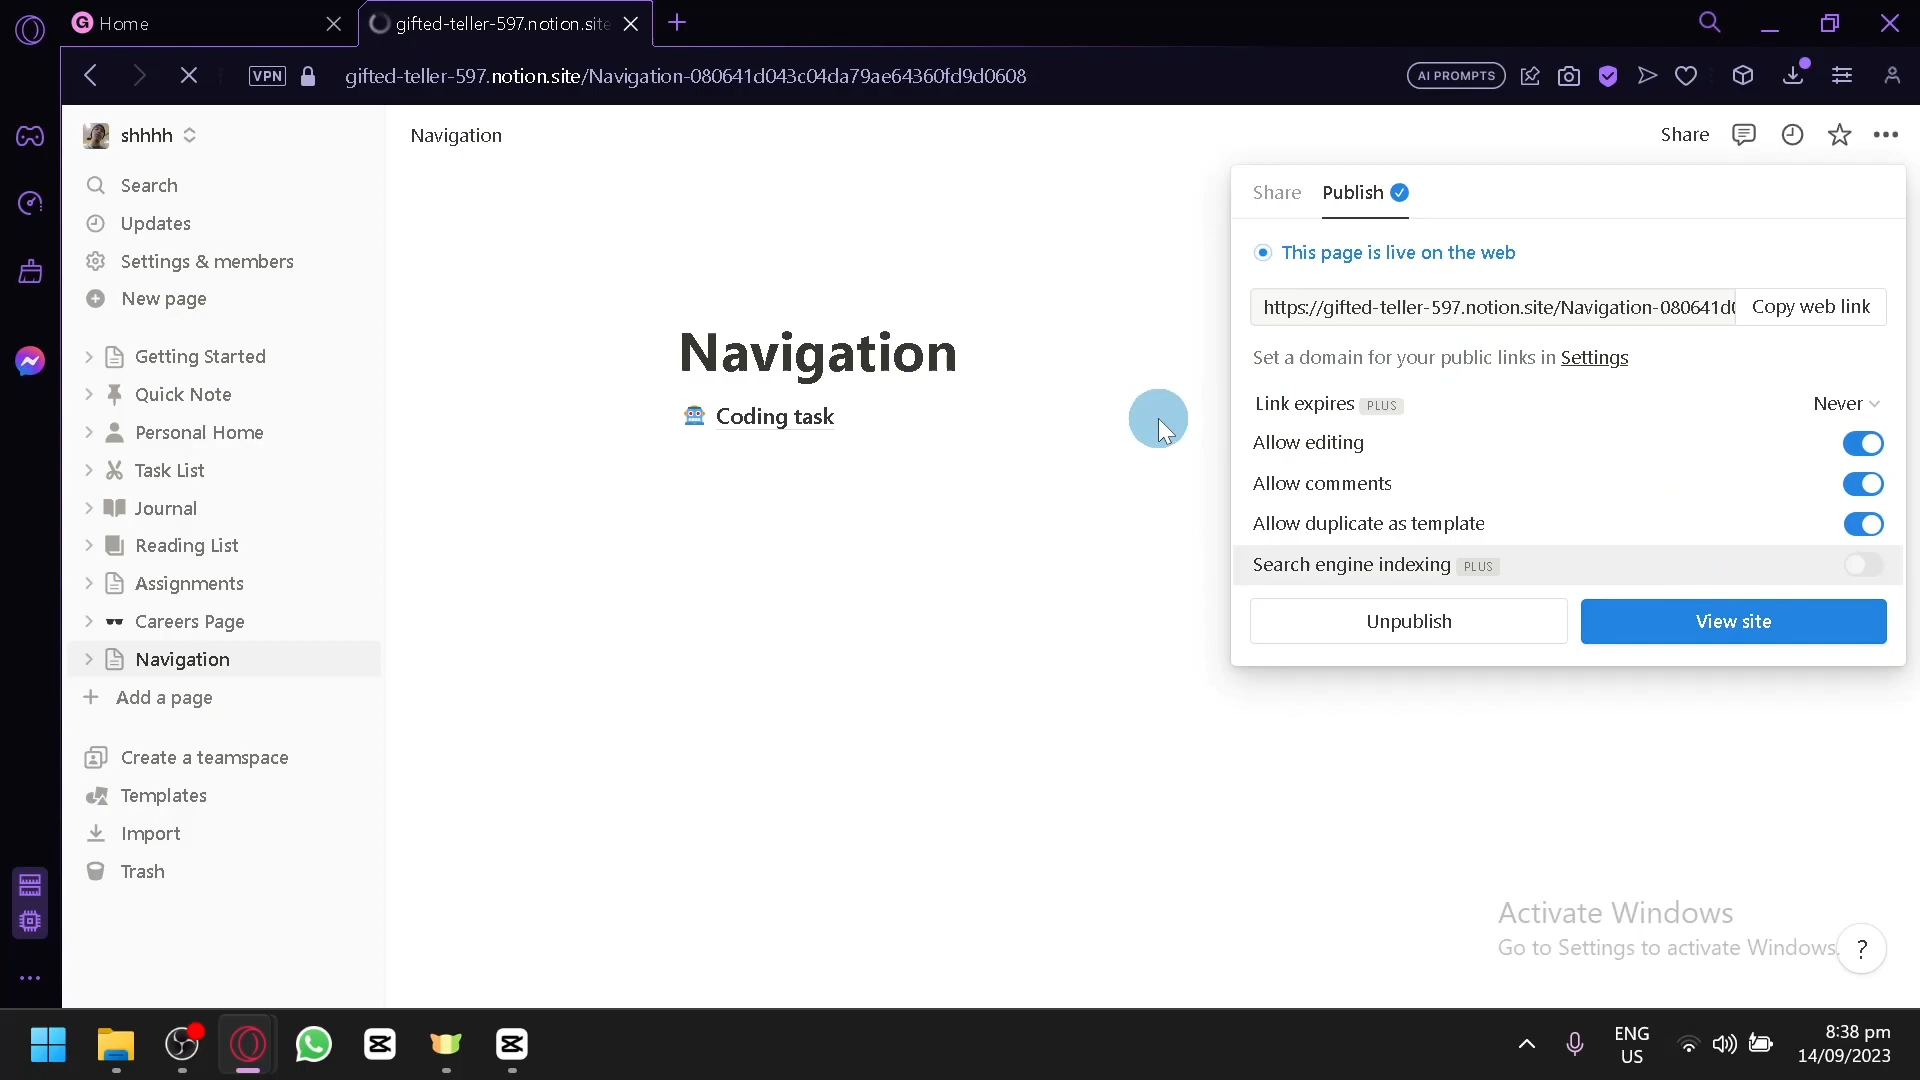 Home
gifted-teller-597.notion.site
VPN
gifted-teller-597.notion.site/Navigation-080641d043c04da79ae64360fd9d0608
AI PROMPTS
shhhh
Navigation
Share
Search
Updates
Settings & members
New page
Getting Started
Quick Note
Personal Home
Task List
Journal
Reading List
Assignments
Careers Page
Navigation
Add a page
Create a teamspace
Templates
Import
Trash
Navigation
Coding task
Share Publish
This page is live on the web
https://gifted-teller-597.notion.site/Navigation-080641d
Copy web link
Set a domain for your public links in Settings
Link expires PLUS Never
Allow editing
Allow comments
Allow duplicate as template
Search engine indexing PLUS
Unpublish View site
Activate Windows
Go to Settings to activate Windows.
?
ENG
US
8:38 pm
14/09/2023